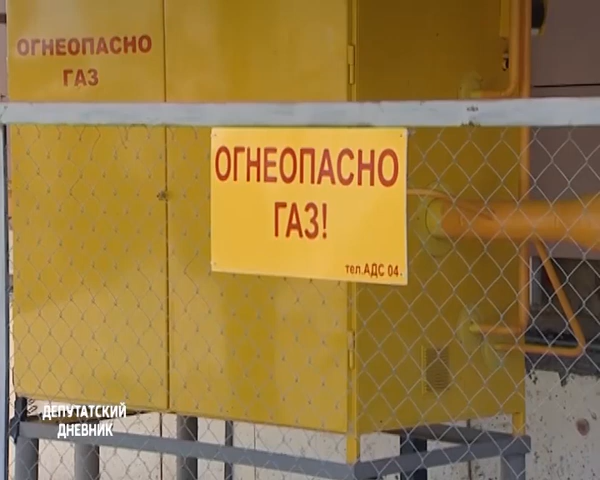 ОГНЕОПАСНО
ГАЗ
ОГНЕОПАСНО
ГАЗ!
тел.АДС 04.
ДЕПУТАТСКИЙ
ДНЕВНИК